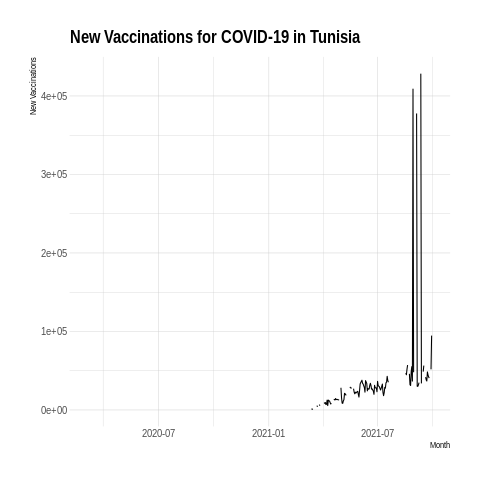 New Vaccinations for COVID-19 in Tunisia
New Vaccinations
4e+05
3e+05
2e+05
1e+05
0e+00
2020-07
2021-01
2021-07
Month